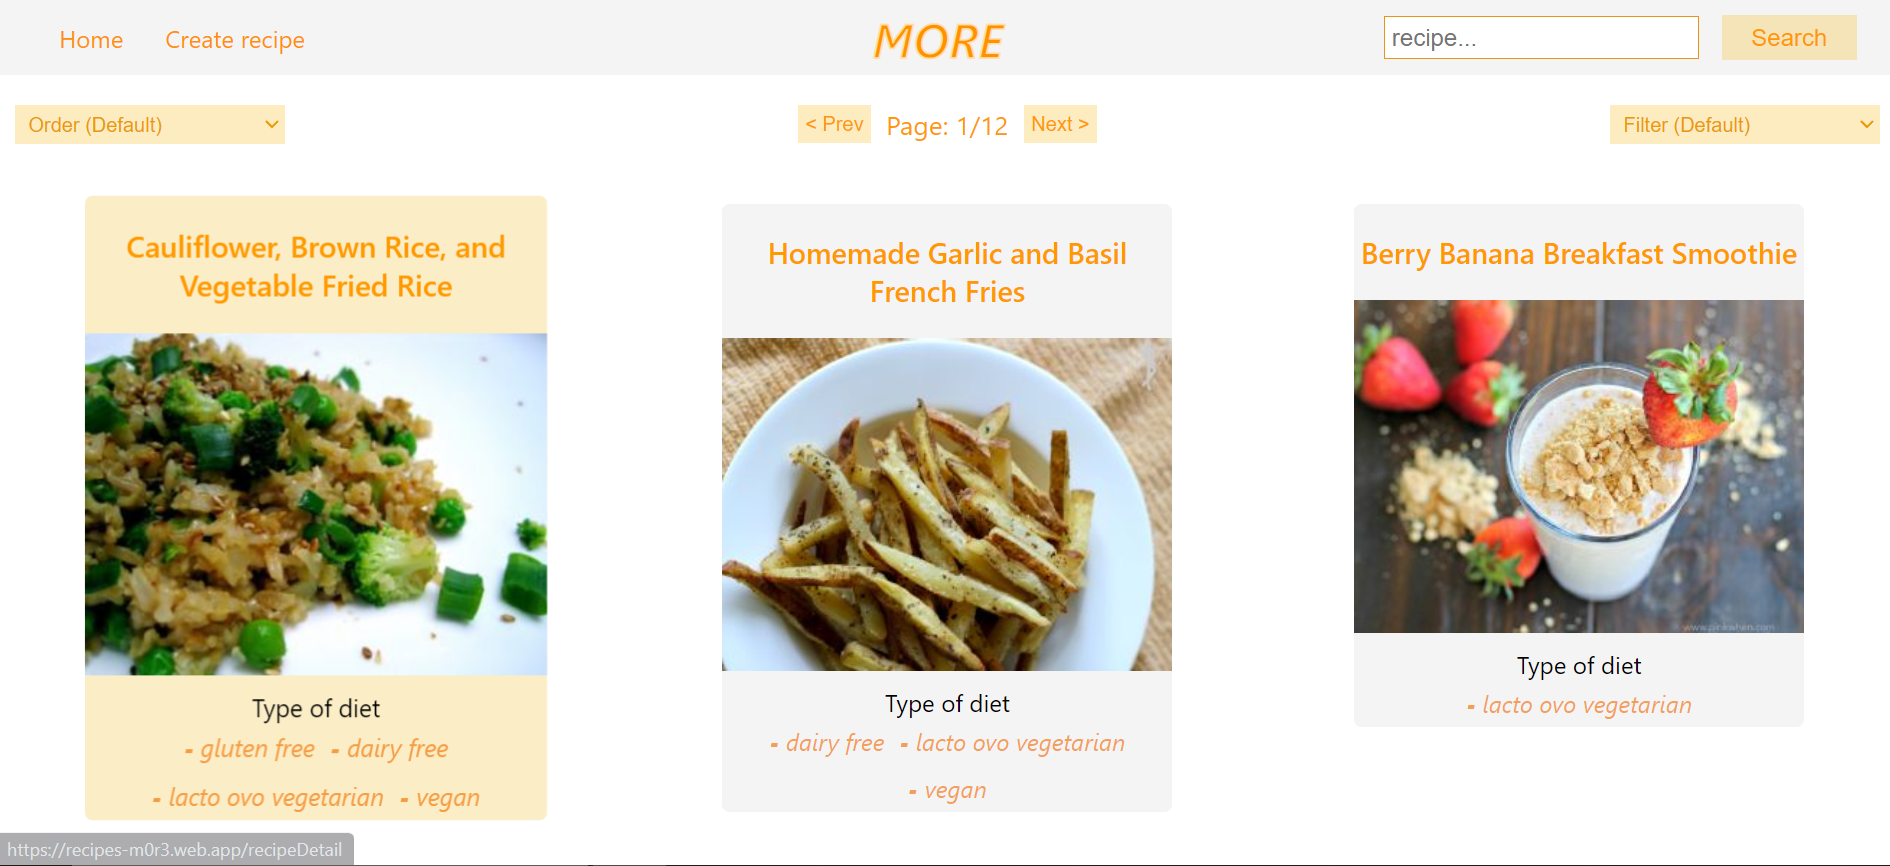 Home
Create recipe
MORE
recipe...
Search
Order (Default)
< Prev
Page: 1/12
Next >
Filter (Default)
Cauliflower, Brown Rice, and
Vegetable Fried Rice
Type of diet
- gluten free - dairy free
- lacto ovo vegetarian - vegan
Homemade Garlic and Basil
French Fries
Type of diet
- dairy free - lacto ovo vegetarian
- vegan
Berry Banana Breakfast Smoothie
www.pinkwhen.com
Type of diet
- lacto ovo vegetarian
https://recipes-m0r3.web.app/recipeDetail